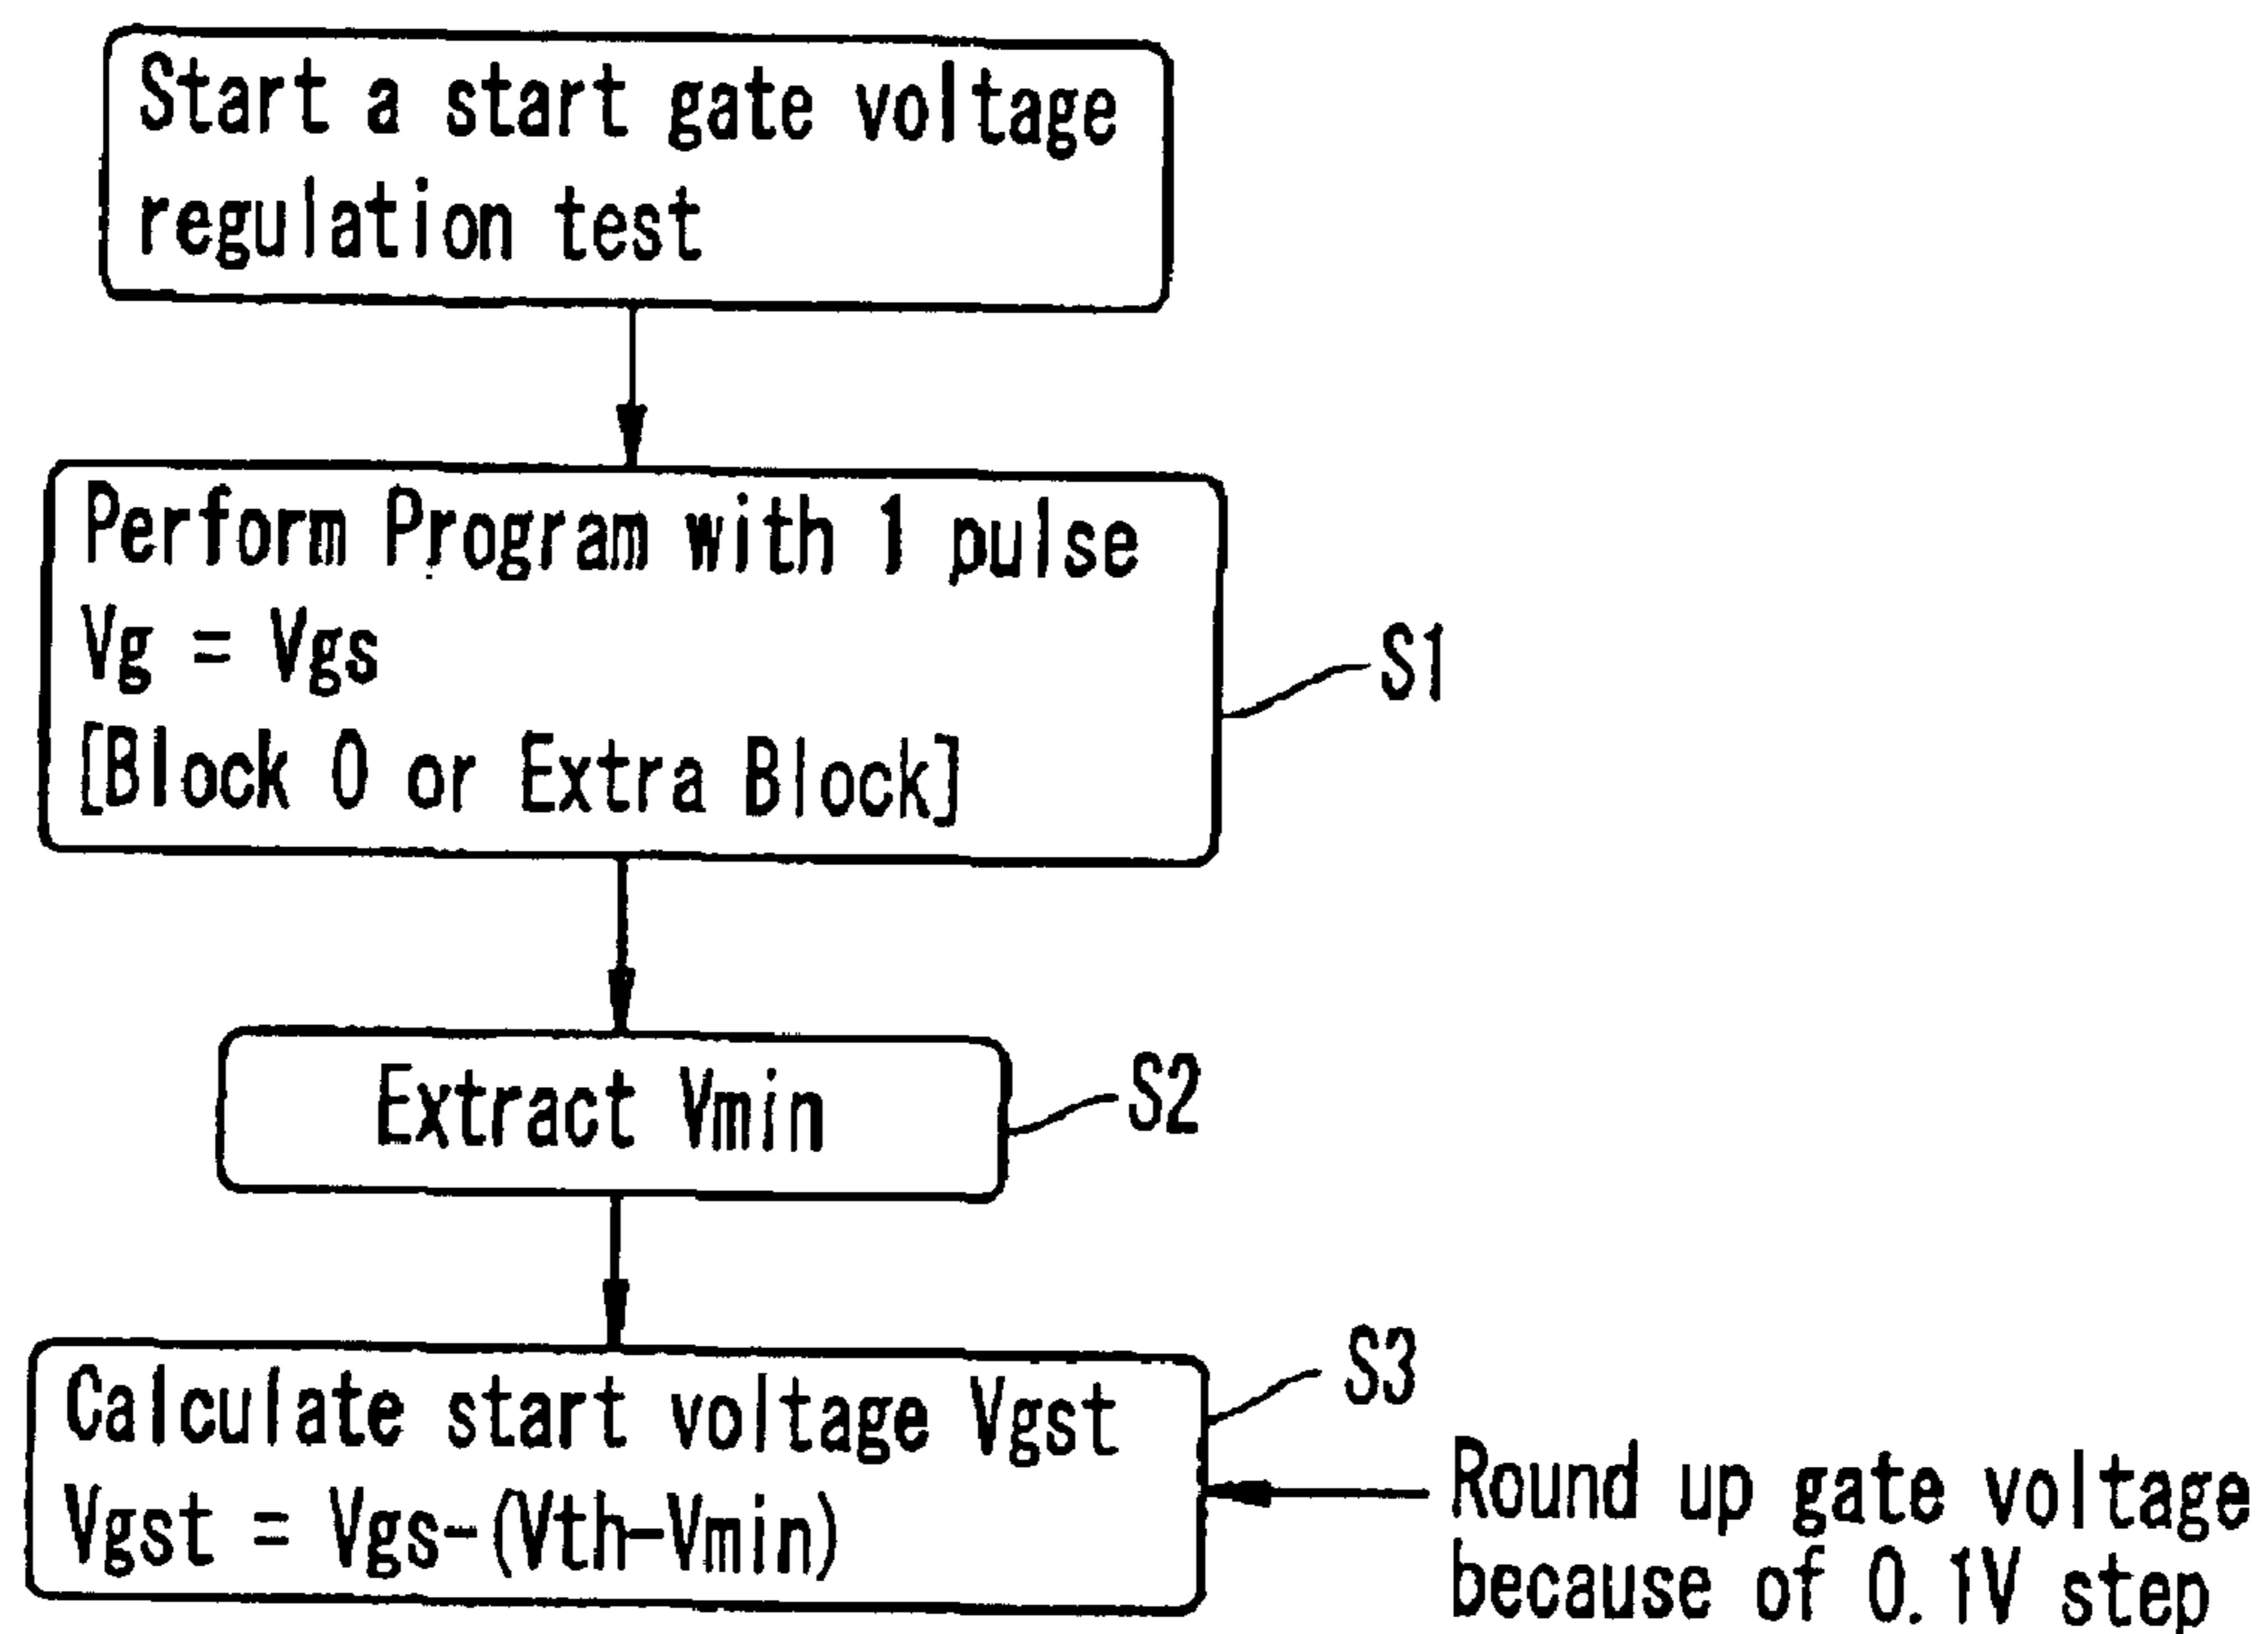 Start a start gate voltage
regulation test
Perform Program with 1 pulse
Vg = Vgs
[Block 0 or Extra Block]
S1
Extract Vmin
S2
Calculate start voltage Vgst
Vgst = Vgs-(Vth-Vmin)
S3
Round up gate voltage
because of 0.1V step